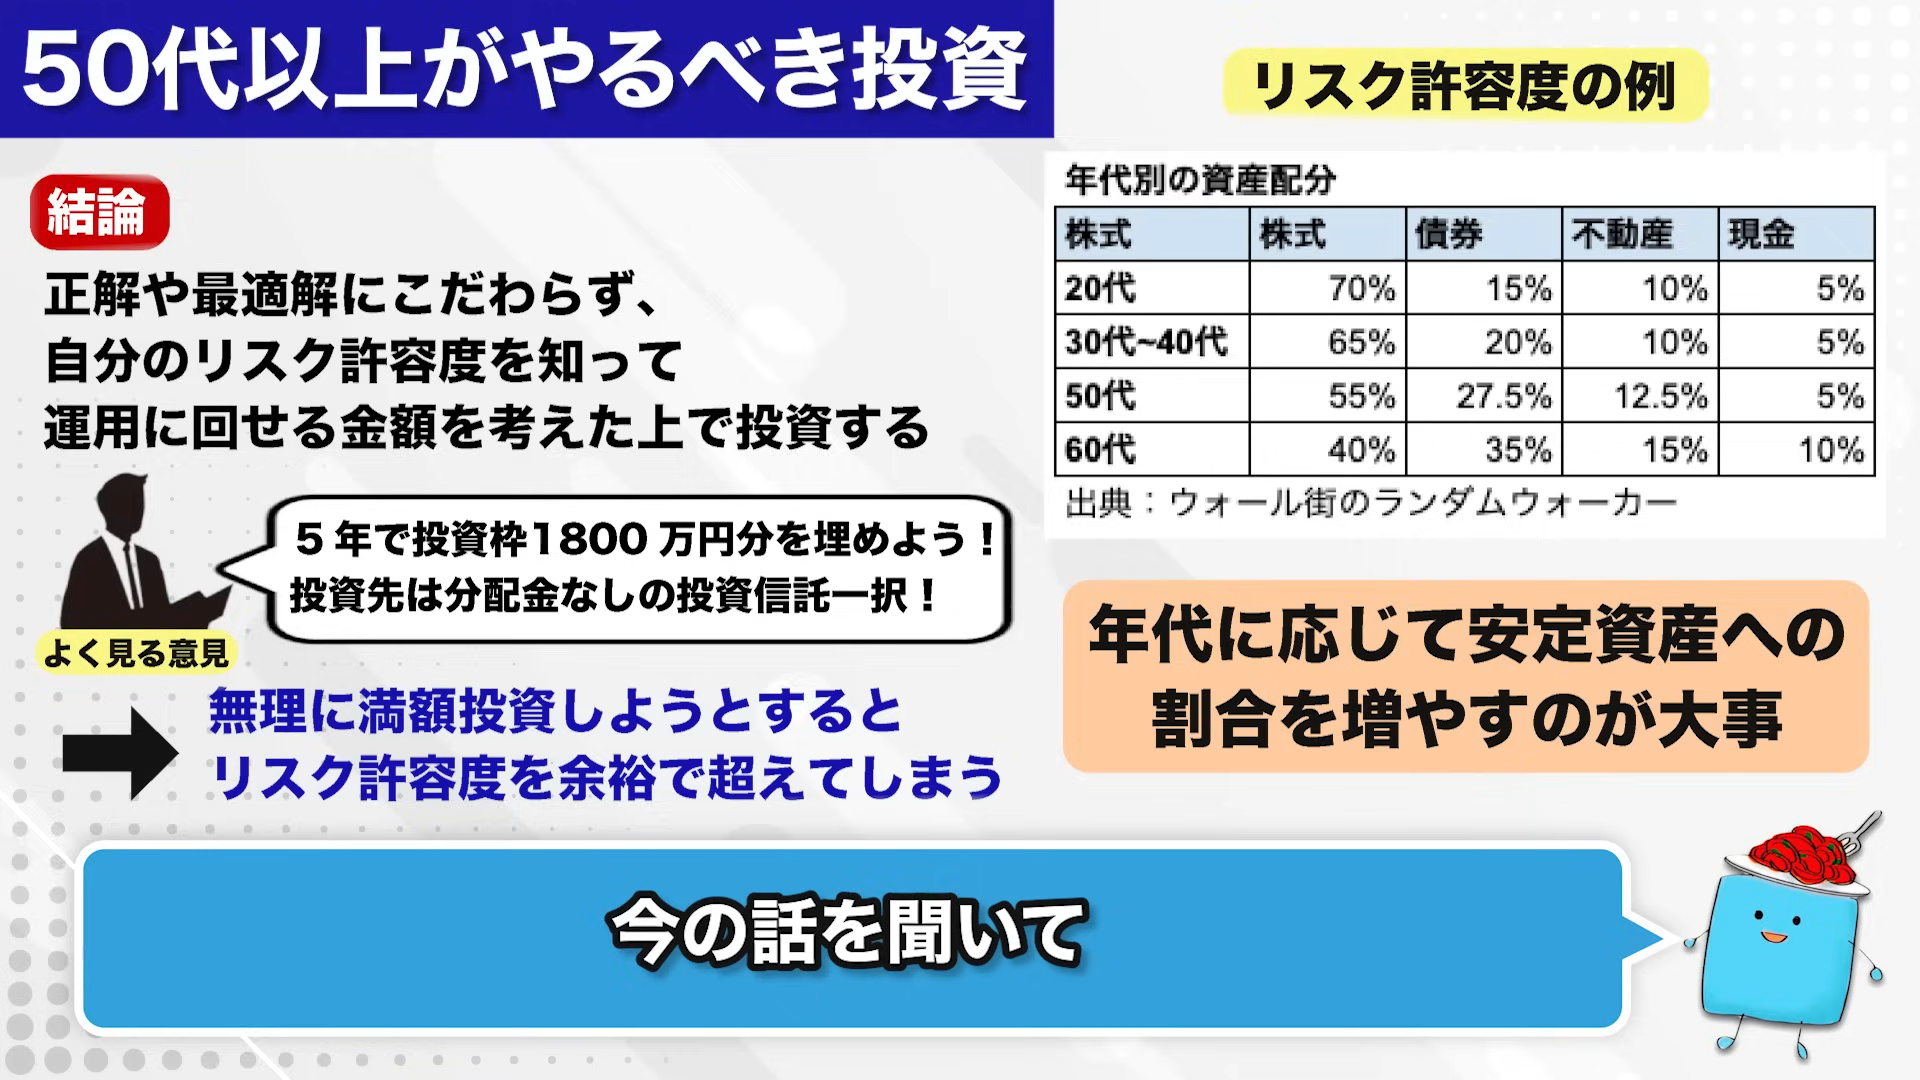 50代以上がやるべき投資
結論
正解や最適解にこだわらず、
自分のリスク許容度を知って
運用に回せる金額を考えた上で投資する
5年で投資枠1800万円分を埋めよう！
投資先は分配金なしの投資信託一択！
よく見る意見
無理に満額投資しようとすると
リスク許容度を余裕で超えてしまう
リスク許容度の例
年代別の資産配分
株式 株式 債券 不動産 現金
20代 70% 15% 10% 5%
30代~40代 65% 20% 10% 5%
50代 55% 27.5% 12.5% 5%
60代 40% 35% 15% 10%
出典：ウォール街のランダムウォーカー
年代に応じて安定資産への
割合を増やすのが大事
今の話を聞いて